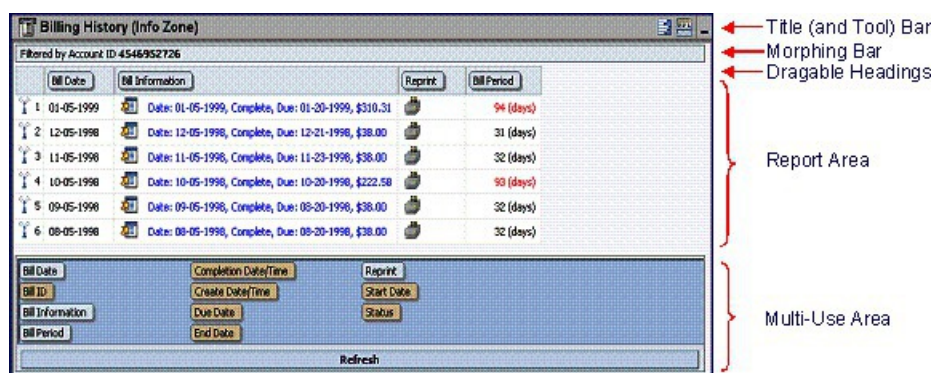 Billing History (Info Zone)
Title (and Tool) Bar
Filtered by Account ID 4546952726
Morphing Bar
Bill Date Bill Information Reprint Bill Period
Dragable Headings
1 01-05-1999 Date: 01-05-1999, Complete, Due: 01-20-1999, $310.31 94 (days)
2 12-05-1998 Date: 12-05-1998, Complete, Due: 12-21-1998, $38.00 31 (days)
3 11-05-1998 Date: 11-05-1998, Complete, Due: 11-23-1998, $38.00 32 (days)
Report Area
4 10-05-1998 Date: 10-05-1998, Complete, Due: 10-20-1998, $222.58 93 (days)
5 09-05-1998 Date: 09-05-1998, Complete, Due: 08-20-1998, $38.00 32 (days)
6 08-05-1998 Date: 08-05-1998, Complete, Due: 08-20-1998, $38.00 32 (days)
Bill Date Completion Date/Time Reprint
Bill ID Create Date/Time Start Date
Bill Information Due Date Status
Multi-Use Area
Bill Period End Date
Refresh